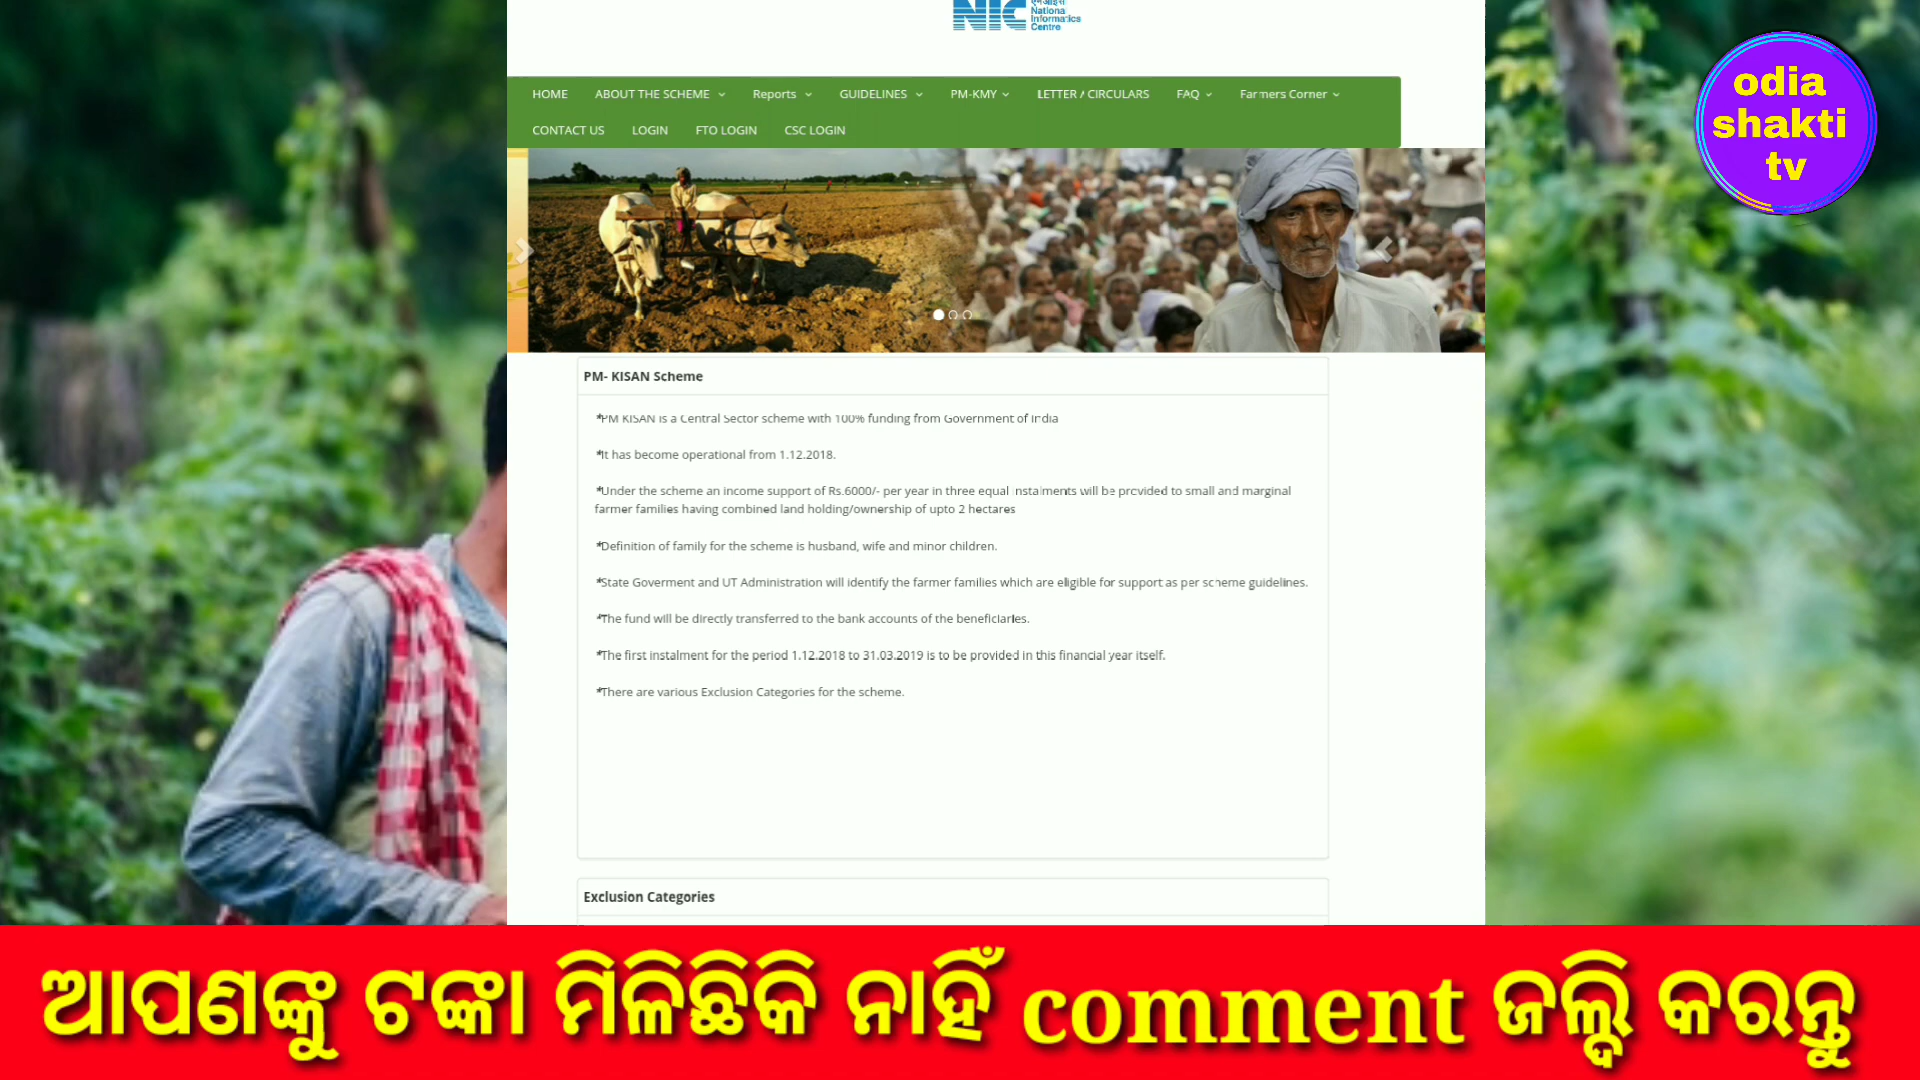 एनआईसी
NIC National
Informatics
Centre
odia
shakti
tv
HOME ABOUT THE SCHEME Reports GUIDELINES PM-KMY LETTER / CIRCULARS FAQ Farmers Corner
CONTACT US LOGIN FTO LOGIN CSC LOGIN
PM- KISAN Scheme
*PM KISAN is a Central Sector scheme with 100% funding from Government of India
*It has become operational from 1.12.2018.
*Under the scheme an income support of Rs.6000/- per year in three equal instalments will be provided to small and marginal
farmer families having combined land holding/ownership of upto 2 hectares
*Definition of family for the scheme is husband, wife and minor children.
*State Goverment and UT Administration will identify the farmer families which are eligible for support as per scheme guidelines.
*The fund will be directly transferred to the bank accounts of the beneficiaries.
*The first instalment for the period 1.12.2018 to 31.03.2019 is to be provided in this financial year itself.
*There are various Exclusion Categories for the scheme.
Exclusion Categories
ଆପଣଙ୍କୁ ଟଙ୍କା ମିଳିଛିକି ନାହିଁ comment ଜଲ୍ଦି କରନ୍ତୁ